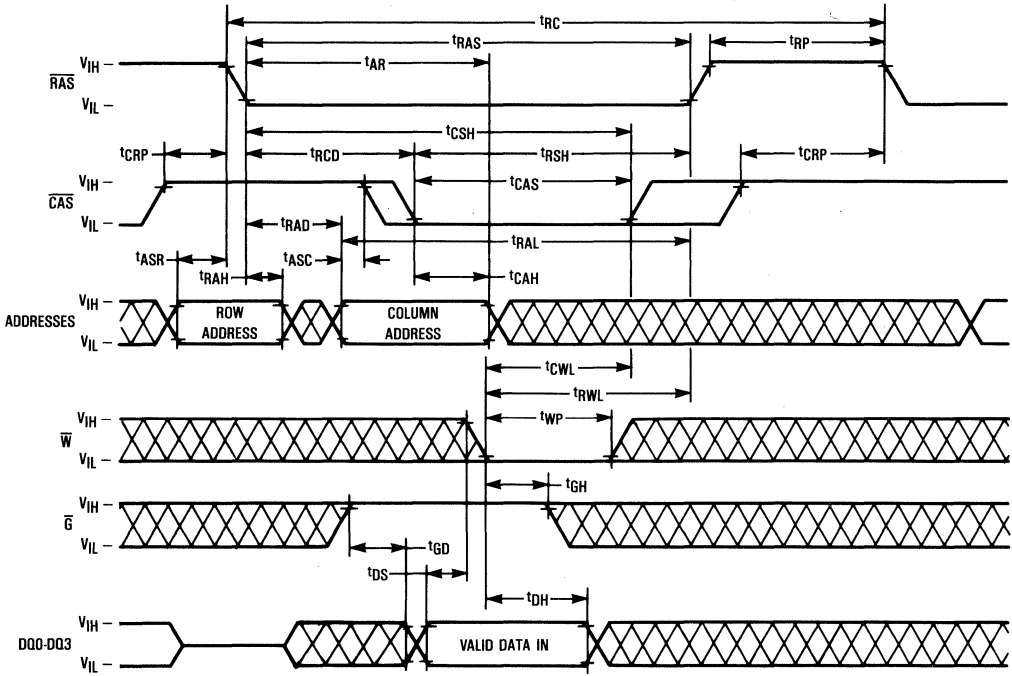 tRC
tRAS
tRP
tAR
VIH
RAS
VIL
tCSH
tCRP
tRCD
tRSH
tCRP
VIH
tCAS
CAS
VIL
tRAD
tRAL
tASR
tRAH
tASC
tCAH
VIH
ADDRESSES
ROW ADDRESS
COLUMN ADDRESS
VIL
tCWL
tRWL
tWP
VIH
W
VIL
tGH
VIH
G
VIL
tGD
tDS
tDH
VIH
DQ0-DQ3
VALID DATA IN
VIL